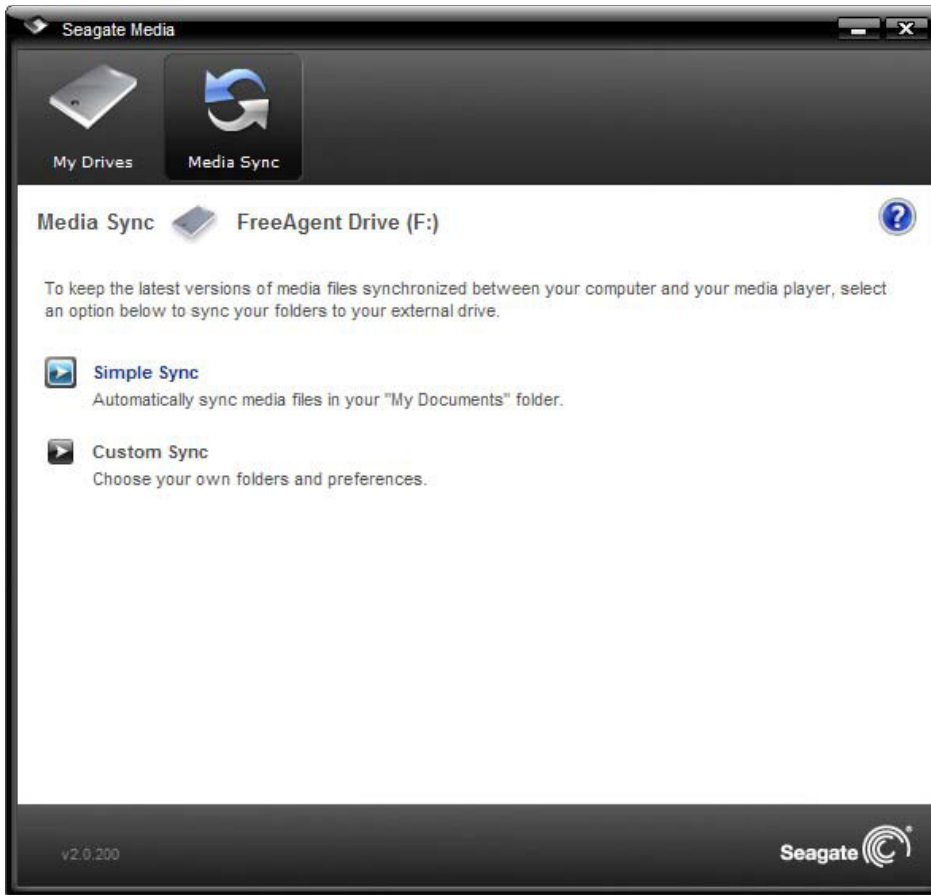 Seagate Media
My Drives Media Sync
Media Sync FreeAgent Drive (F:)
To keep the latest versions of media files synchronized between your computer and your media player, select
an option below to sync your folders to your external drive.
Simple Sync
Automatically sync media files in your "My Documents" folder.
Custom Sync
Choose your own folders and preferences.
v2.0.200
Seagate